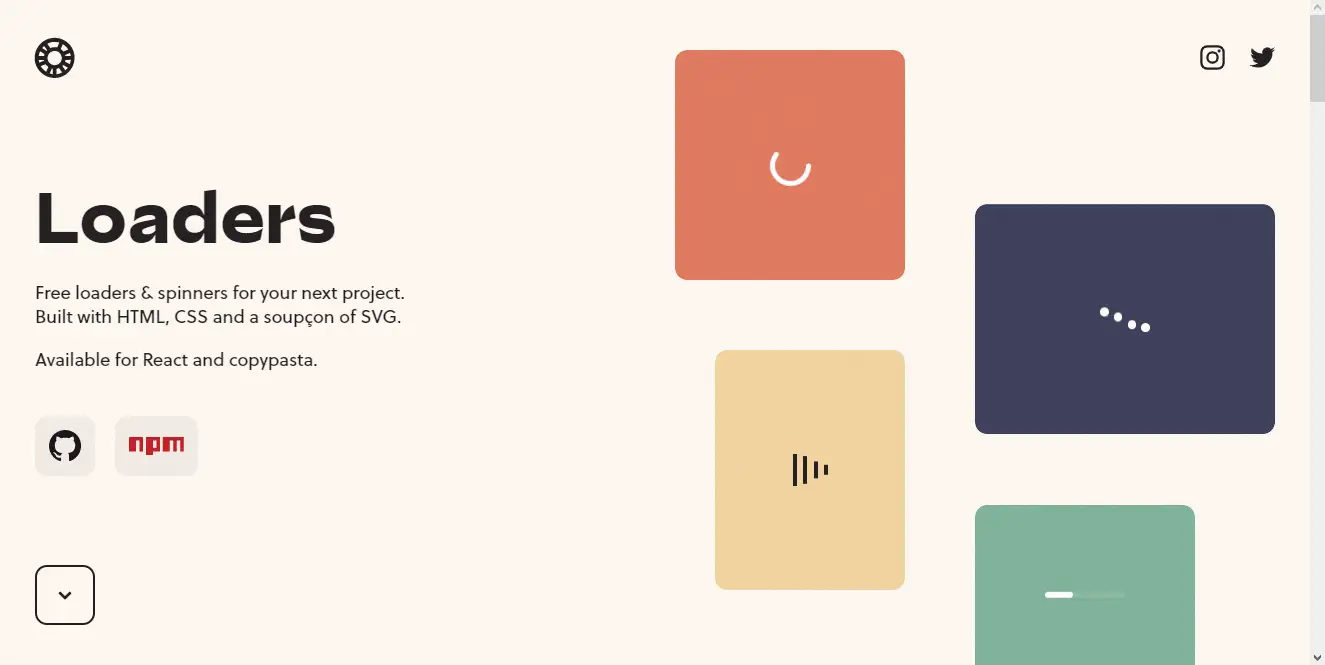 Loaders
Free loaders & spinners for your next project.
Built with HTML, CSS and a soupçon of SVG.
Available for React and copypasta.
npm